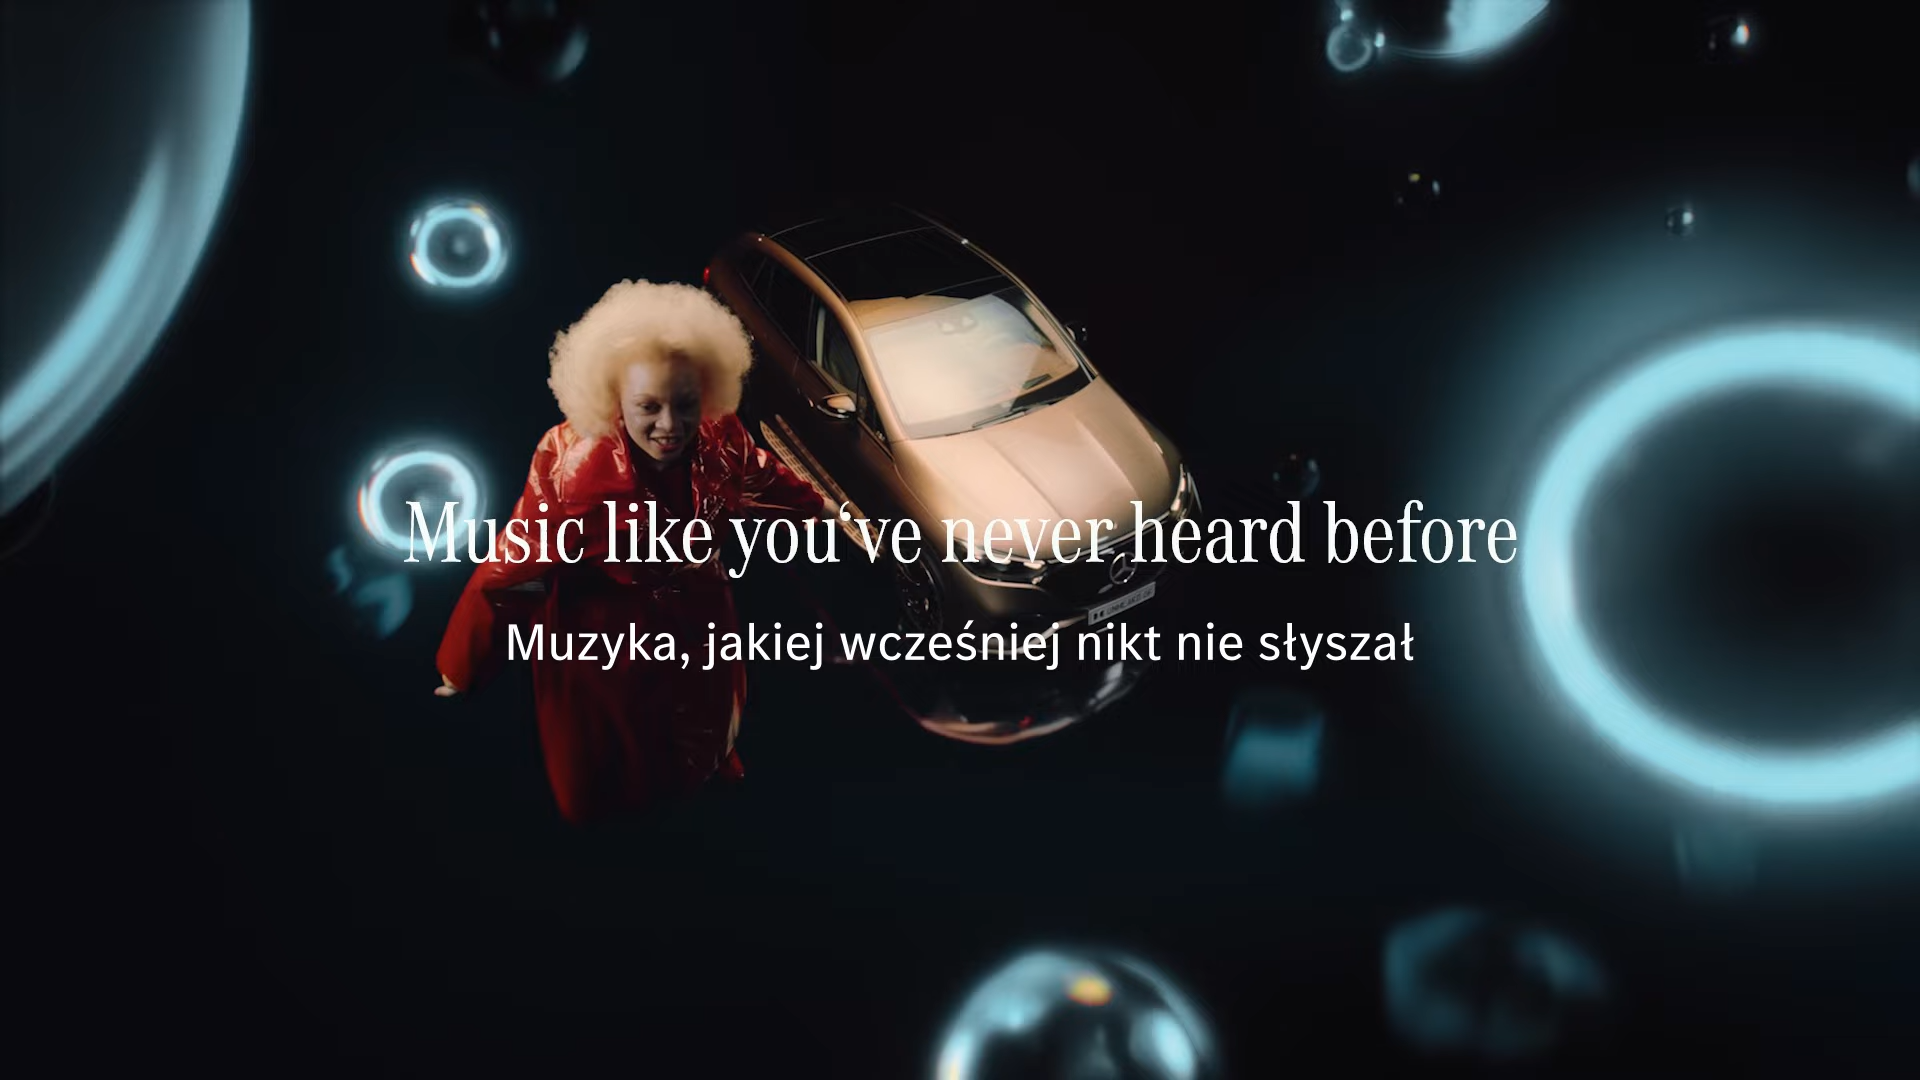 Music like you‘ve never heard before
Muzyka, jakiej wcześniej nikt nie słyszał